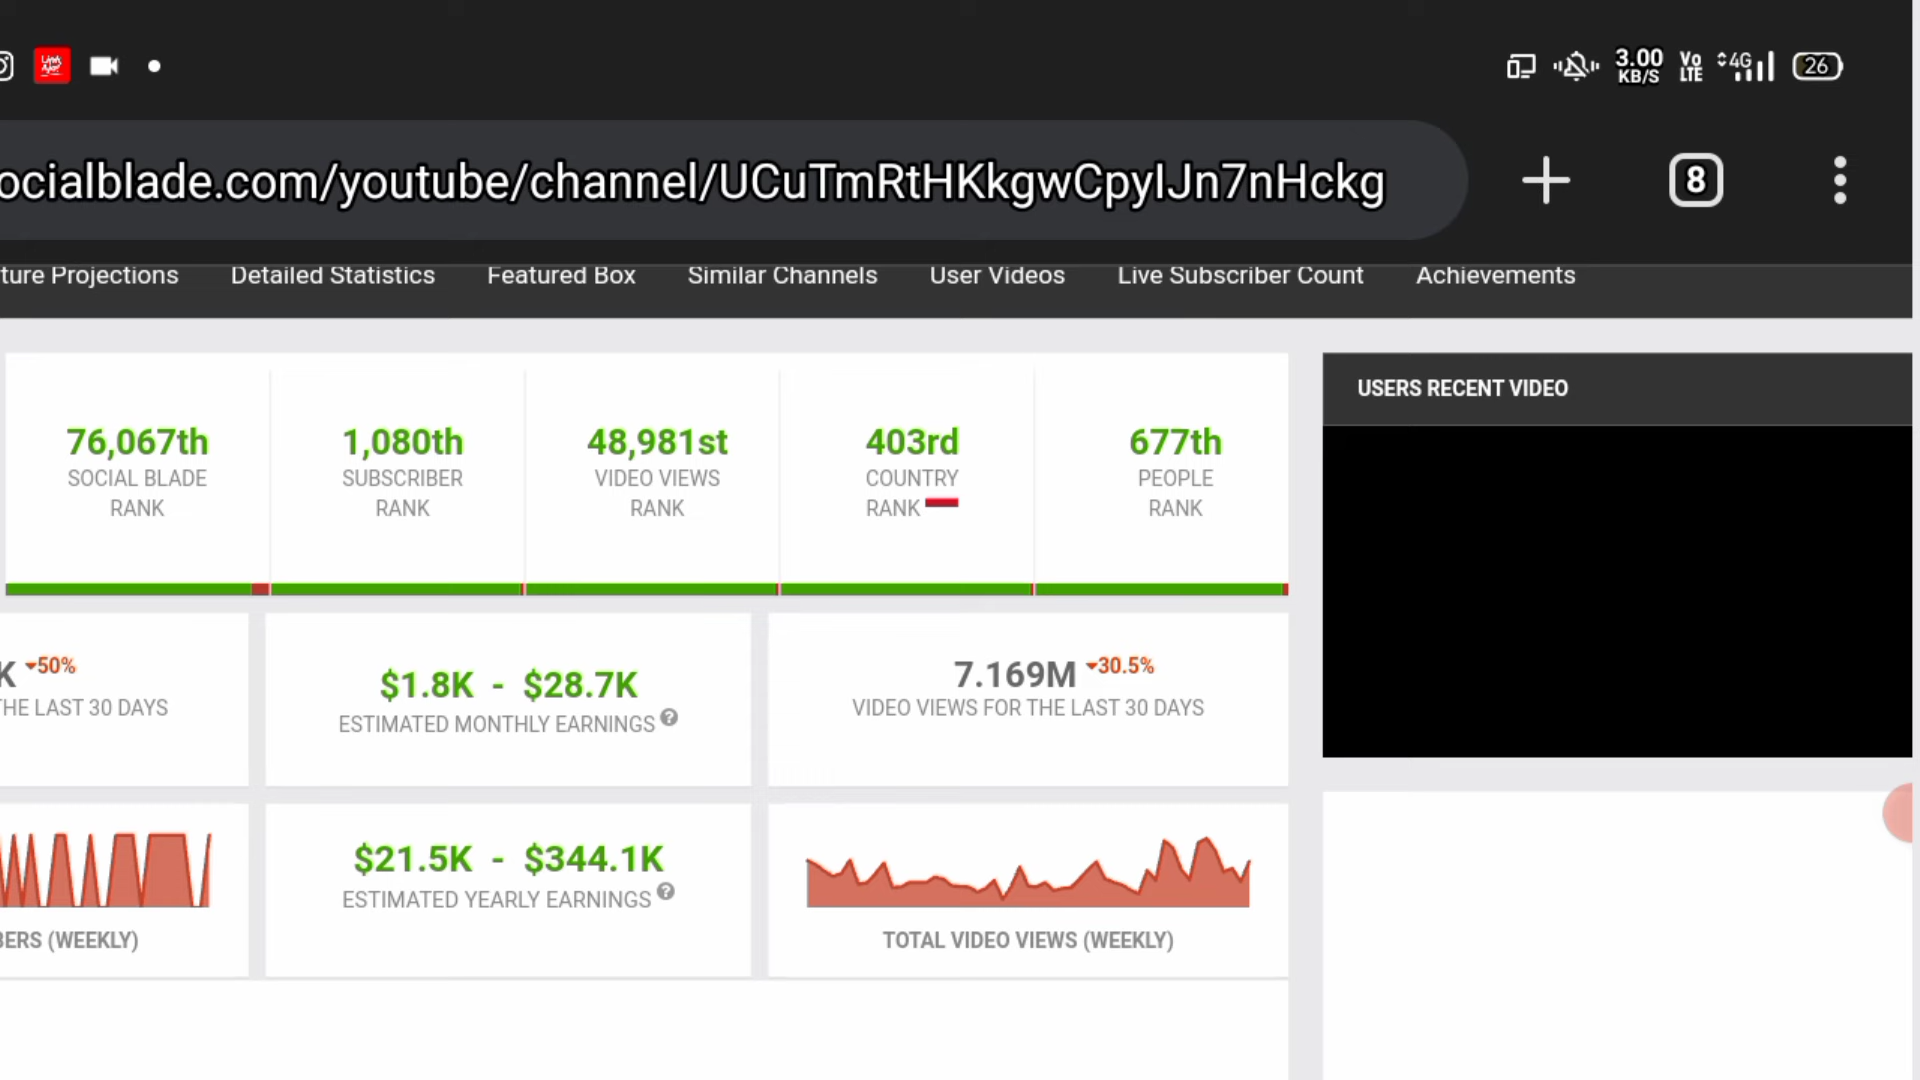 3.00
KB/S
Vo
LTE
4G
26
ocialblade.com/youtube/channel/UCuTmRtHKkgwCpyIJn7nHckg
8
ture Projections
Detailed Statistics
Featured Box
Similar Channels
User Videos
Live Subscriber Count
Achievements
76,067th
SOCIAL BLADE
RANK
1,080th
SUBSCRIBER
RANK
48,981st
VIDEO VIEWS
RANK
403rd
COUNTRY
RANK
677th
PEOPLE
RANK
USERS RECENT VIDEO
K 50%
THE LAST 30 DAYS
$1.8K - $28.7K
ESTIMATED MONTHLY EARNINGS ?
7.169M 30.5%
VIDEO VIEWS FOR THE LAST 30 DAYS
BERS (WEEKLY)
$21.5K - $344.1K
ESTIMATED YEARLY EARNINGS ?
TOTAL VIDEO VIEWS (WEEKLY)